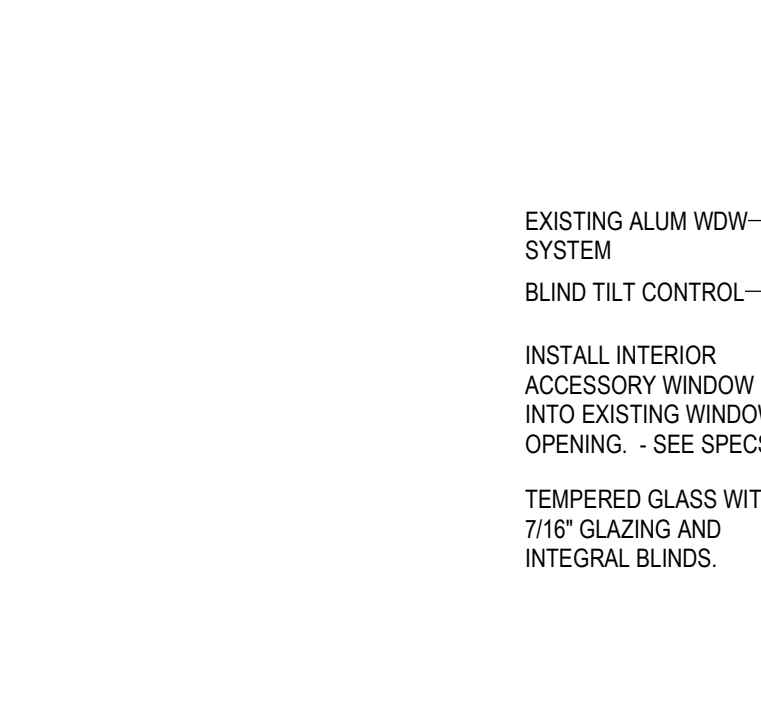 EXISTING ALUM WDW
SYSTEM
BLIND TILT CONTROL
INSTALL INTERIOR
ACCESSORY WINDOW
INTO EXISTING
OPENING.  - SEE
TEMPERED GLASS
7/16" GLAZING AND
INTEGRAL BLINDS.